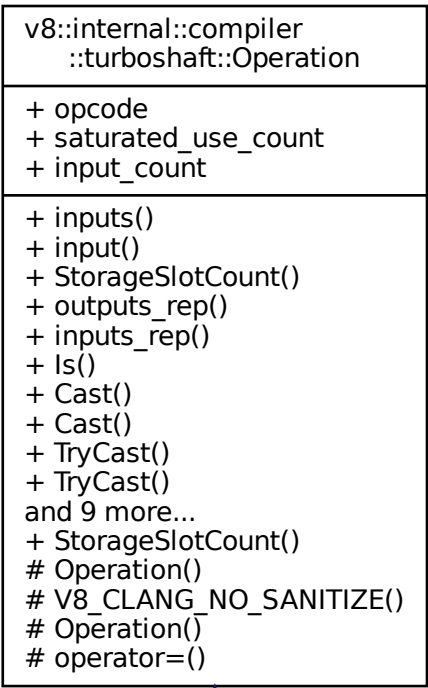 v8::internal::compiler
::turboshaft::Operation
+ opcode
+ saturated_use_count
+ input_count
+ inputs()
+ input()
+ StorageSlotCount()
+ outputs_rep()
+ inputs_rep()
+ Is()
+ Cast()
+ Cast()
+ TryCast()
+ TryCast()
and 9 more...
+ StorageSlotCount()
# Operation()
# V8_CLANG_NO_SANITIZE()
# Operation()
# operator=()